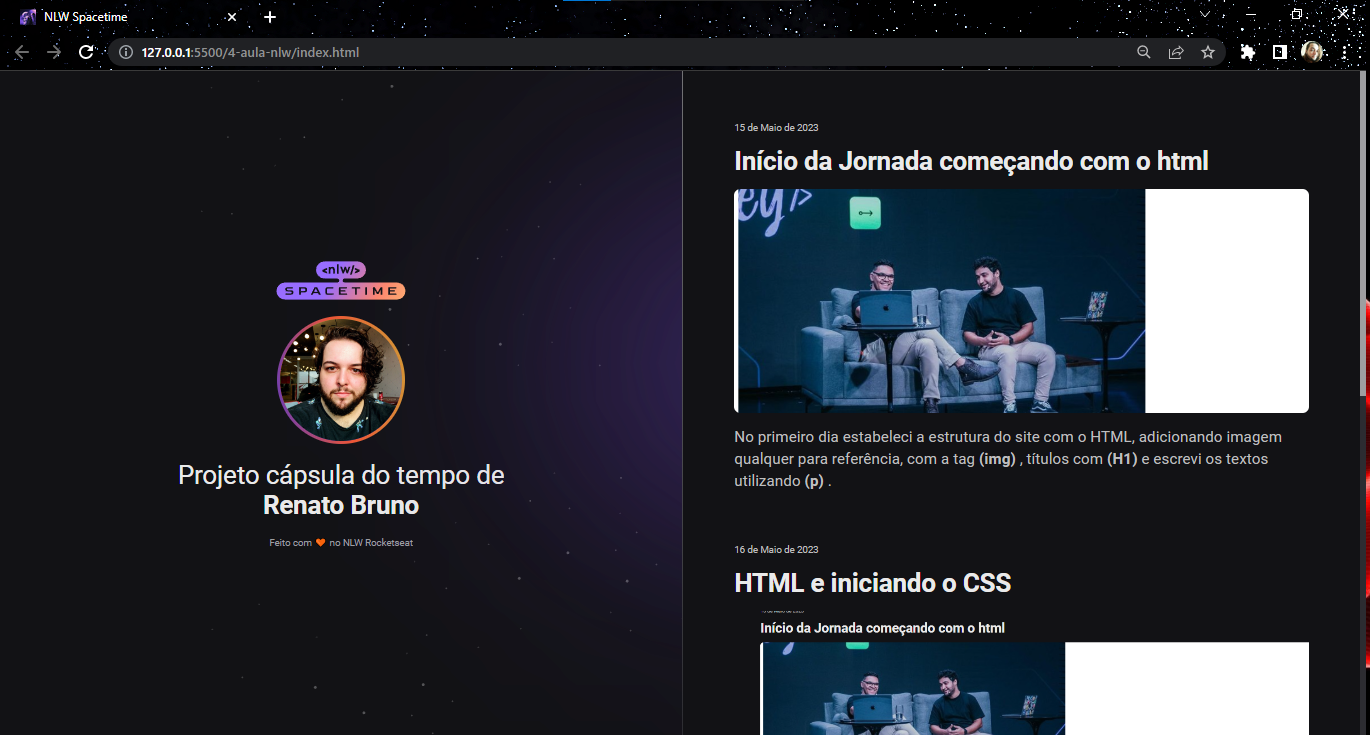 NLW Spacetime
127.0.0.1:5500/4-aula-nlw/index.html
<nlw/>
SPACETIME
Projeto cápsula do tempo de
Renato Bruno
Feito com 🧡 no NLW Rocketseat
15 de Maio de 2023
Início da Jornada começando com o html
ey/>
No primeiro dia estabeleci a estrutura do site com o HTML, adicionando imagem
qualquer para referência, com a tag (img) , títulos com (H1) e escrevi os textos
utilizando (p) .
16 de Maio de 2023
HTML e iniciando o CSS
Início da Jornada começando com o html